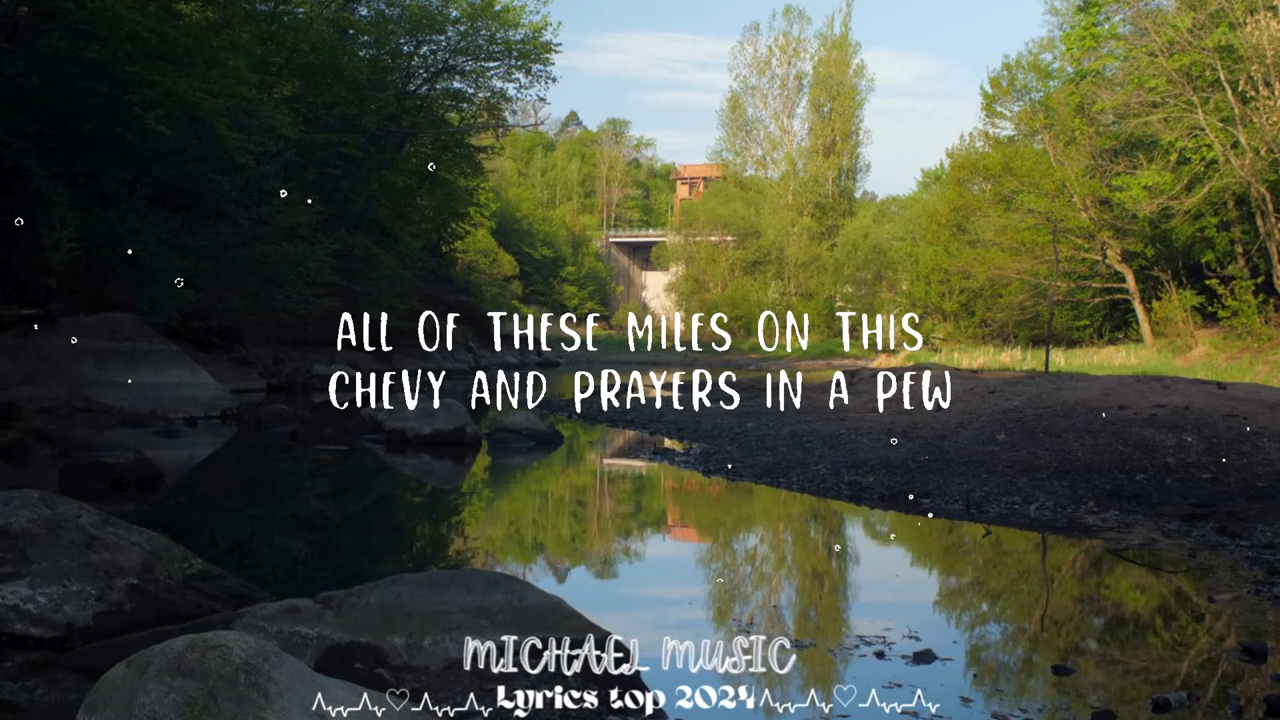 ALL OF THESE MILES ON THIS
CHEVY AND PRAYERS IN A PEW
MICHAEL MUSIC
Lyrics top 2024